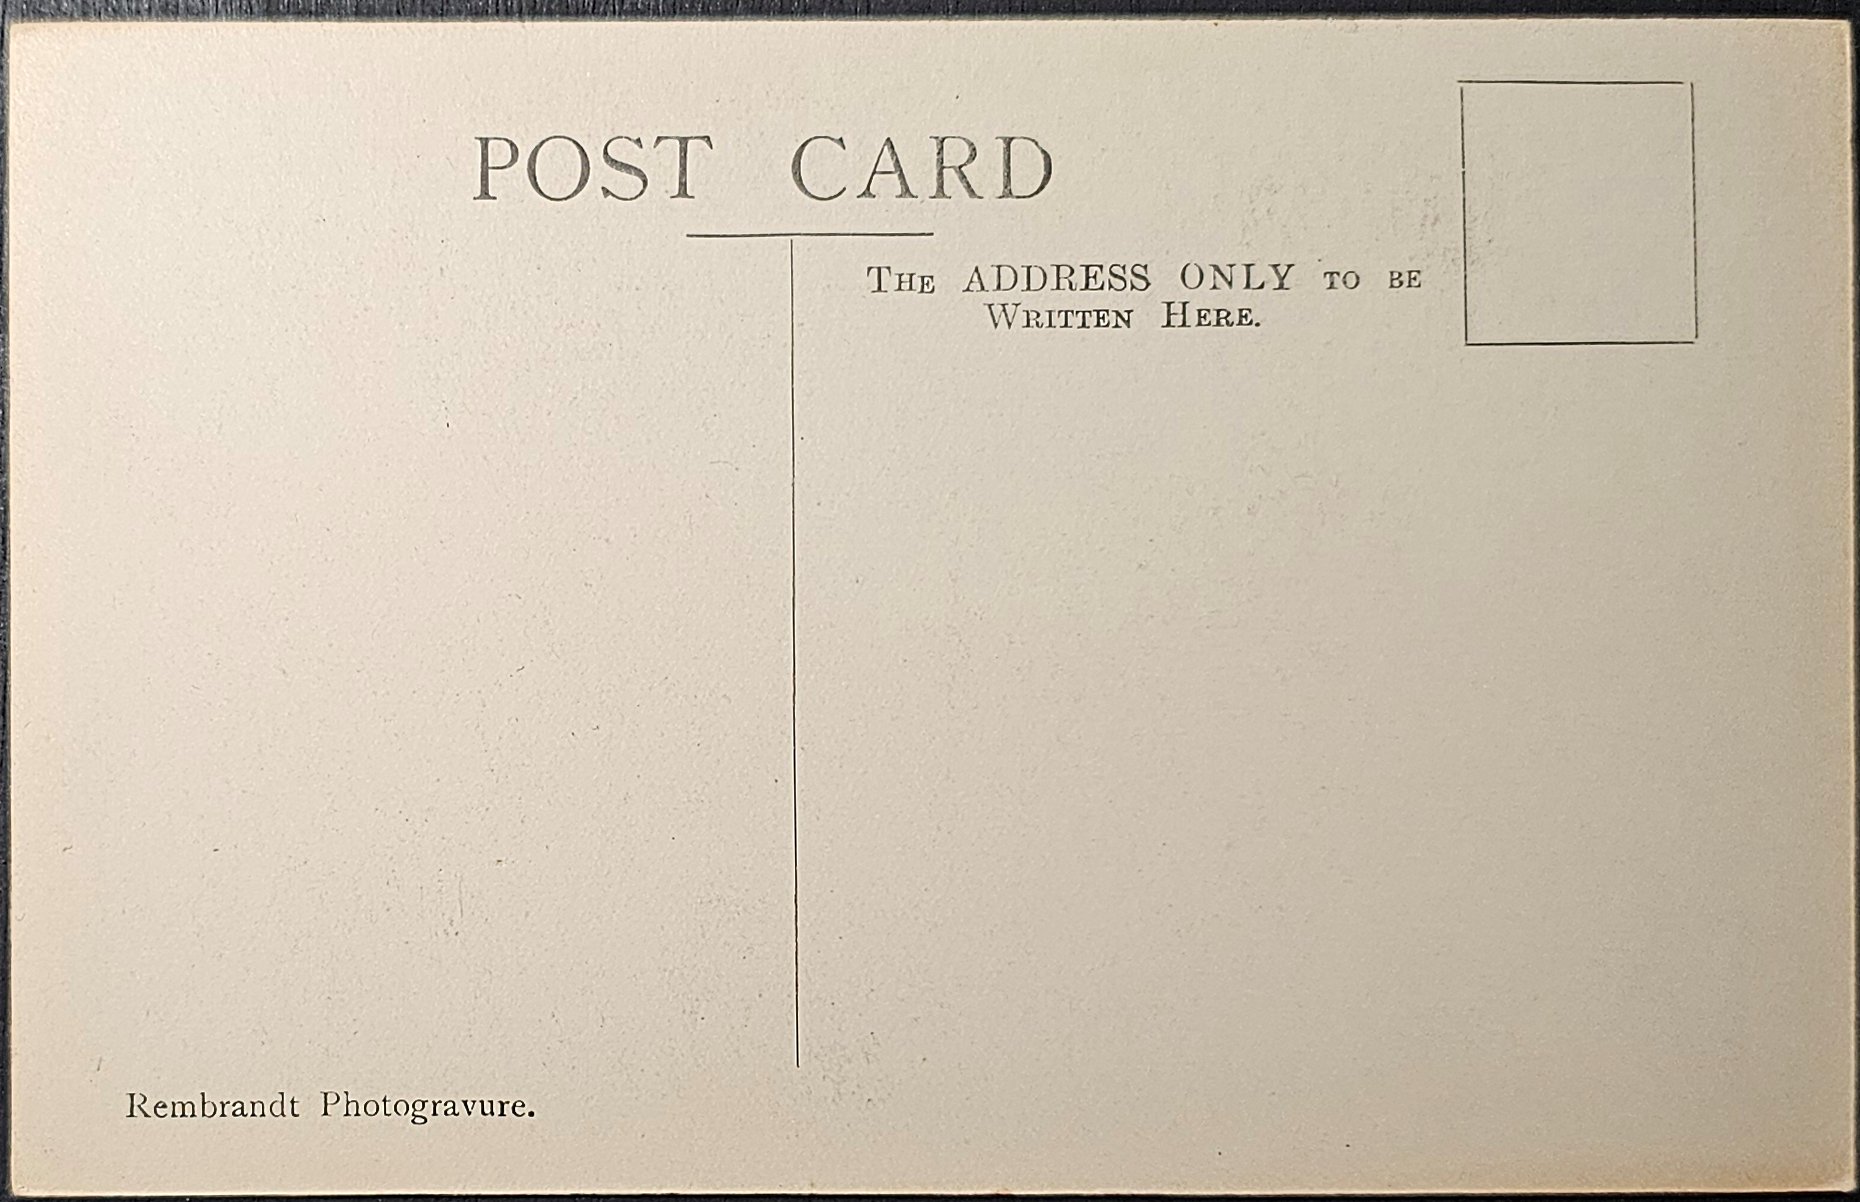 POST CARD
THE ADDRESS ONLY TO BE
WRITTEN HERE.
Rembrandt Photogravure.